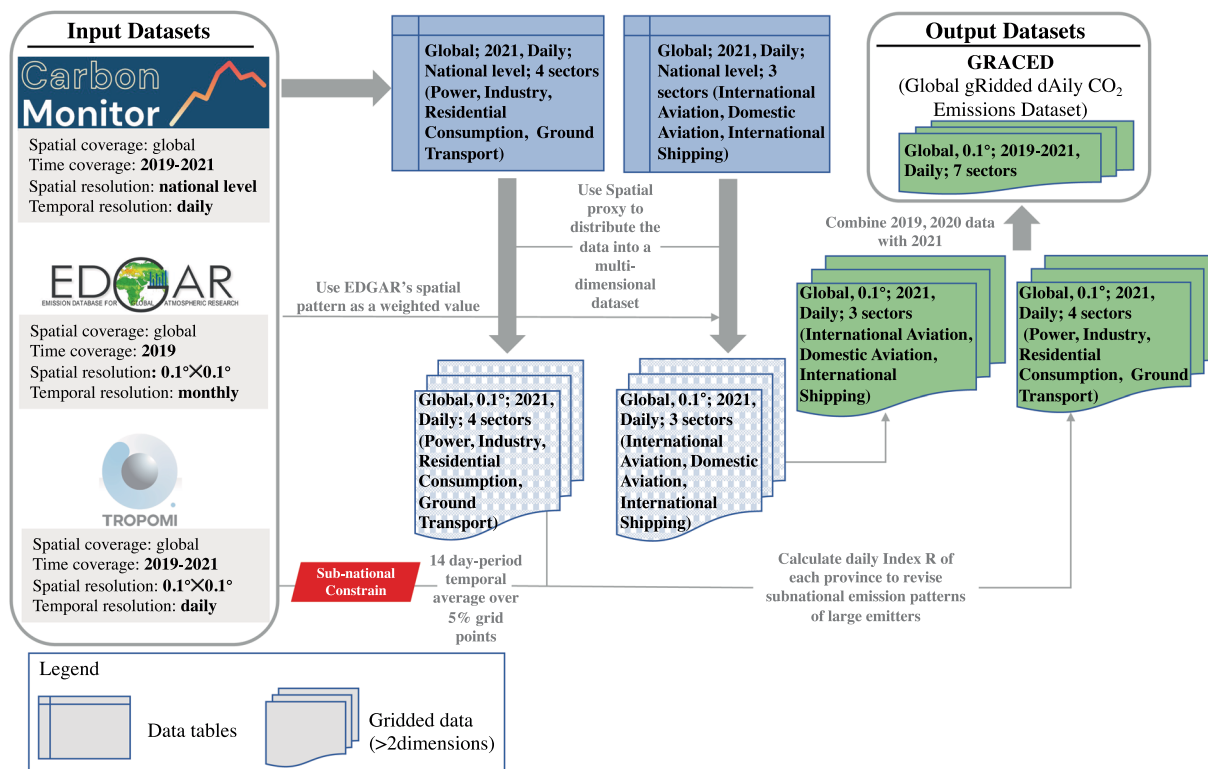 Input Datasets
Carbon
Monitor
Spatial coverage: global
Time coverage: 2019-2021
Spatial resolution: national level
Temporal resolution: daily
EDGAR
EMISSION DATABASE FOR GLOBAL ATMOSPHERIC RESEARCH
Spatial coverage: global
Time coverage: 2019
Spatial resolution: 0.1°✕0.1°
Temporal resolution: monthly
TROPOMI
Spatial coverage: global
Time coverage: 2019-2021
Spatial resolution: 0.1°✕0.1°
Temporal resolution: daily
Global; 2021, Daily;
National level; 4 sectors
(Power, Industry,
Residential
Consumption, Ground
Transport)
Global; 2021, Daily;
National level; 3
sectors (International
Aviation, Domestic
Aviation, International
Shipping)
Use Spatial
proxy to
distribute the
data into a
multi-
dimensional
dataset
Use EDGAR's spatial
pattern as a weighted value
Global, 0.1°; 2021,
Daily; 4 sectors
(Power, Industry,
Residential
Consumption,
Ground
Transport)
Global, 0.1°; 2021,
Daily; 3 sectors
(International
Aviation, Domestic
Aviation,
International
Shipping)
Sub-national
Constrain
14 day-period
temporal
average over
5% grid
points
Calculate daily Index R of
each province to revise
subnational emission patterns
of large emitters
Global, 0.1°; 2021,
Daily; 3 sectors
(International Aviation,
Domestic Aviation,
International
Shipping)
Global, 0.1°; 2021,
Daily; 4 sectors
(Power, Industry,
Residential
Consumption, Ground
Transport)
Combine 2019, 2020 data
with 2021
Output Datasets
GRACED
(Global gRidded dAily CO₂
Emissions Dataset)
Global, 0.1°; 2019-2021,
Daily; 7 sectors
Legend
Data tables
Gridded data
(>2dimensions)